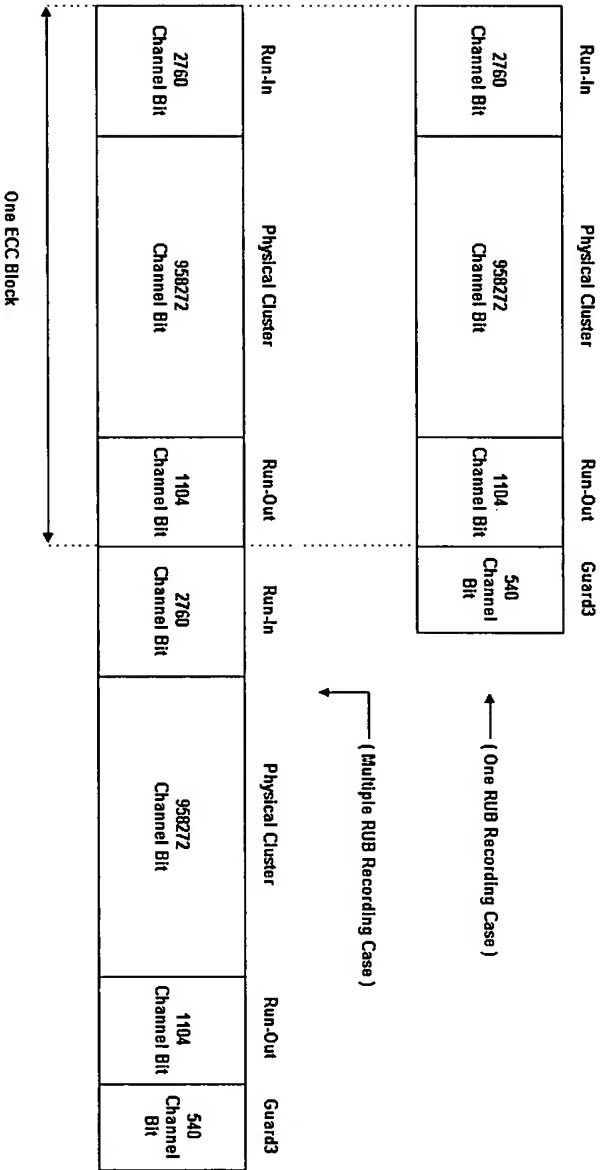 Run-In Physical Cluster Run-Out Guard3
2760
Channel Bit
958272
Channel Bit
1104
Channel Bit
540
Channel
Bit
( One RUB Recording Case )
( Multiple RUB Recording Case )
Run-In Physical Cluster Run-Out Run-In Physical Cluster Run-Out Guard3
2760
Channel Bit
958272
Channel Bit
1104
Channel Bit
2760
Channel Bit
958272
Channel Bit
1104
Channel Bit
540
Channel
Bit
One ECC Block